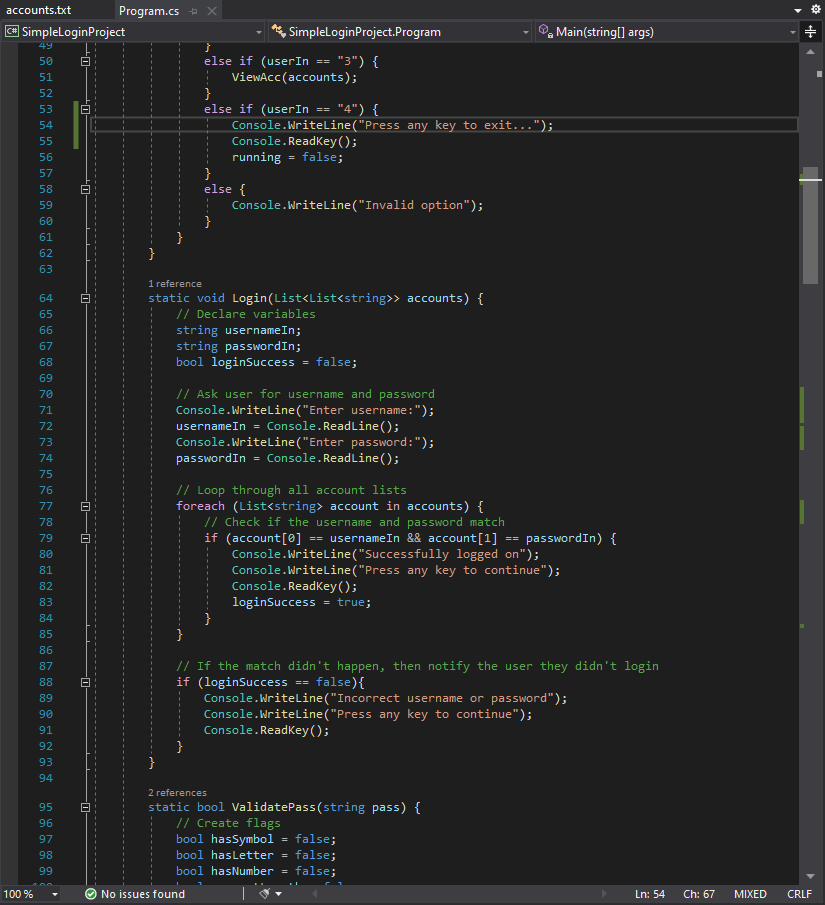 accounts.txt Program.cs
C# SimpleLoginProject SimpleLoginProject.Program Main(string[] args)
49 }
50 else if (userIn == "3") {
51 ViewAcc(accounts);
52 }
53 else if (userIn == "4") {
54 Console.WriteLine("Press any key to exit...");
55 Console.ReadKey();
56 running = false;
57 }
58 else {
59 Console.WriteLine("Invalid option");
60 }
61 }
62 }
63
1 reference
64 static void Login(List<List<string>> accounts) {
65 // Declare variables
66 string usernameIn;
67 string passwordIn;
68 bool loginSuccess = false;
69
70 // Ask user for username and password
71 Console.WriteLine("Enter username:");
72 usernameIn = Console.ReadLine();
73 Console.WriteLine("Enter password:");
74 passwordIn = Console.ReadLine();
75
76 // Loop through all account lists
77 foreach (List<string> account in accounts) {
78 // Check if the username and password match
79 if (account[0] == usernameIn && account[1] == passwordIn) {
80 Console.WriteLine("Successfully logged on");
81 Console.WriteLine("Press any key to continue");
82 Console.ReadKey();
83 loginSuccess = true;
84 }
85 }
86
87 // If the match didn't happen, then notify the user they didn't login
88 if (loginSuccess == false){
89 Console.WriteLine("Incorrect username or password");
90 Console.WriteLine("Press any key to continue");
91 Console.ReadKey();
92 }
93 }
94
2 references
95 static bool ValidatePass(string pass) {
96 // Create flags
97 bool hasSymbol = false;
98 bool hasLetter = false;
99 bool hasNumber = false;
100 % No issues found Ln: 54 Ch: 67 MIXED CRLF